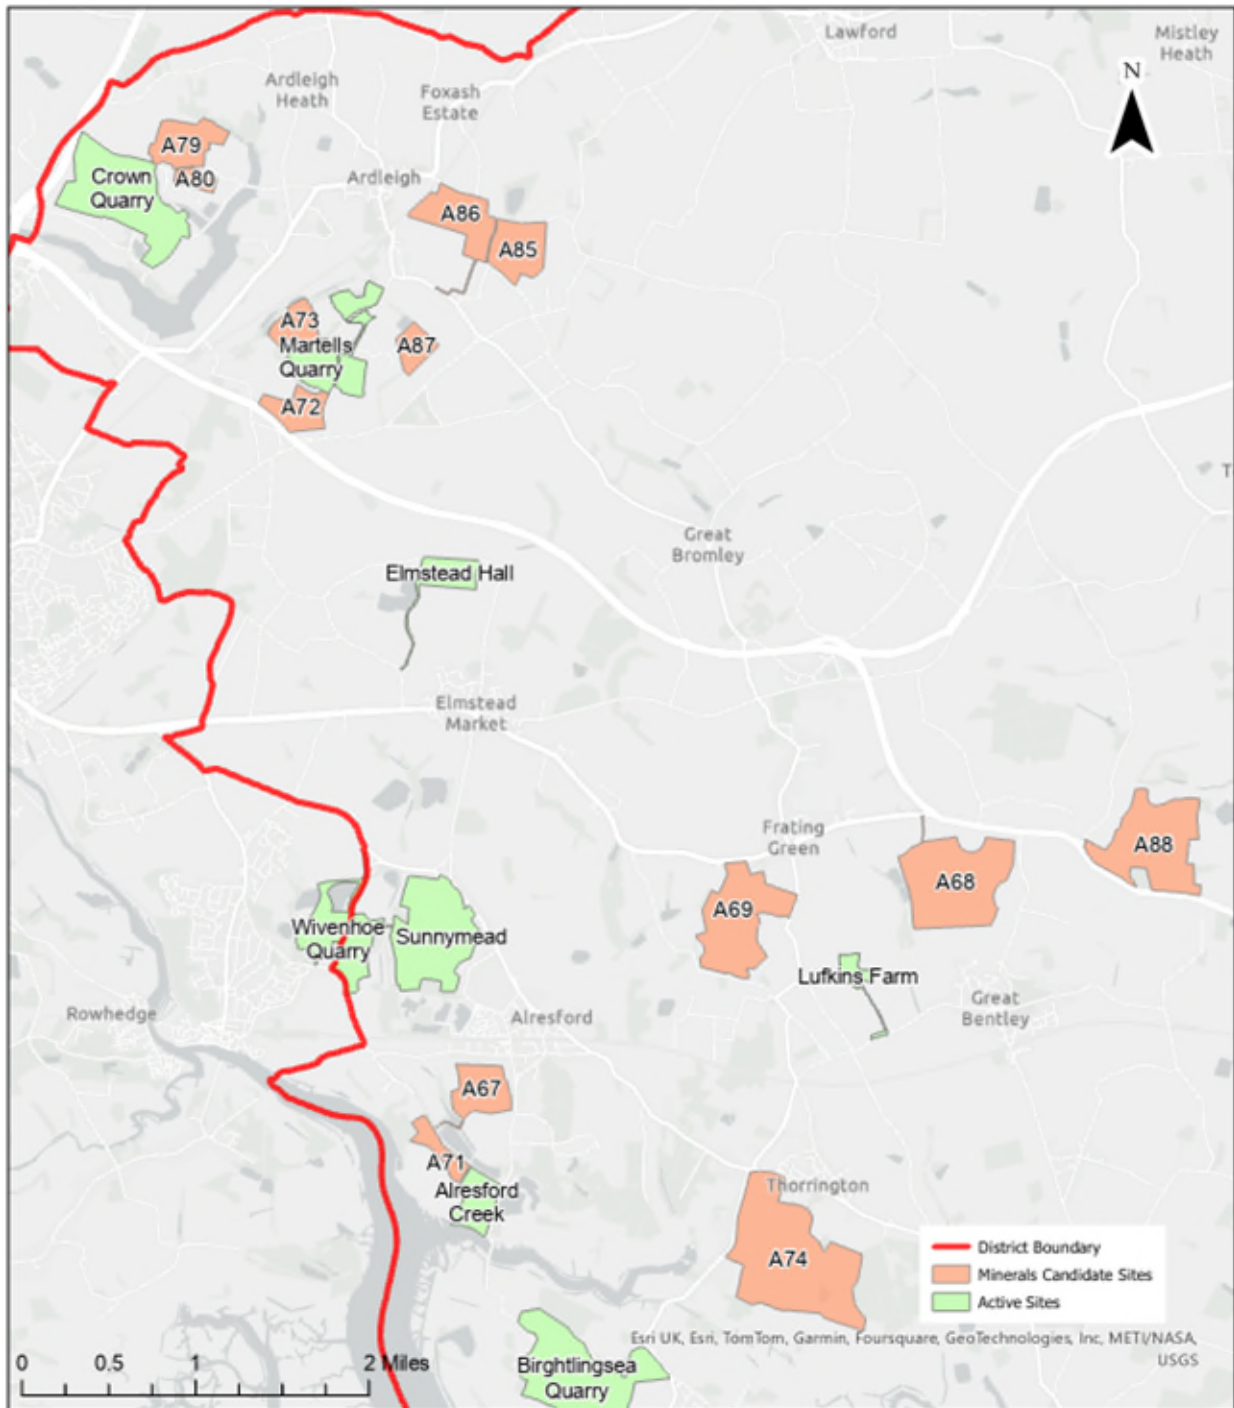 Lawford
Mistley
Heath
N
Ardleigh
Heath
Foxash
Estate
A79
A80
Crown
Quarry
Ardleigh
A86
A85
A73
Martells
Quarry
A87
A72
T
Great
Bromley
Elmstead Hall
Elmstead
Market
Frating
Green
A88
A68
A69
Wivenhoe
Quarry
Sunnymead
Lufkins Farm
Great
Bentley
Rowhedge
Alresford
A67
A71
Alresford
Creek
Thorrington
A74
District Boundary
Minerals Candidate Sites
Active Sites
Esri UK, Esri, TomTom, Garmin, Foursquare, GeoTechnologies, Inc, METI/NASA,
USGS
0 0.5 1 2 Miles
Birghtlingsea
Quarry